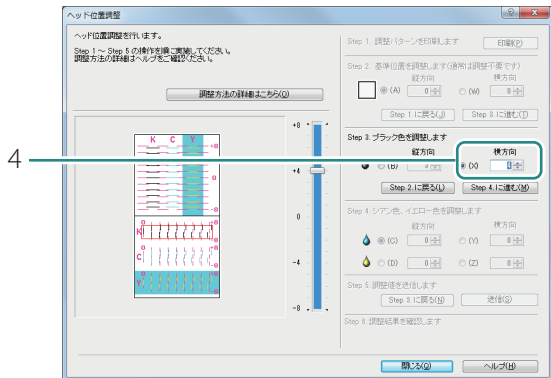 ヘッド位置調整
ヘッド位置調整を行います。
Step 1 ～ Step 5 の操作を順に実施してください。
調整方法の詳細はヘルプをご確認ください。
調整方法の詳細はこちら(O)
+8
+4
0
-4
-8
K C Y
+8
0
-8
0
+8
K
-8
0
+8
C
-8
0
+8
Y
-8
Step 1. 調整パターンを印刷します
印刷(P)
Step 2. 基準位置を調整します(通常は調整不要です)
縦方向 横方向
(A) 0 (W) 0
Step 1.に戻る(J) Step 3.に進む(T)
Step 3. ブラック色を調整します
縦方向 横方向
4
(B) 3 (X)
Step 2.に戻る(L) Step 4.に進む(M)
Step 4. シアン色、イエロー色を調整します
縦方向 横方向
(C) 0 (Y) 0
(D) 0 (Z) 0
Step 5. 調整値を送信します
Step 3.に戻る(N) 送信(S)
Step 6. 調整結果を確認します
閉じる(Q) ヘルプ(H)